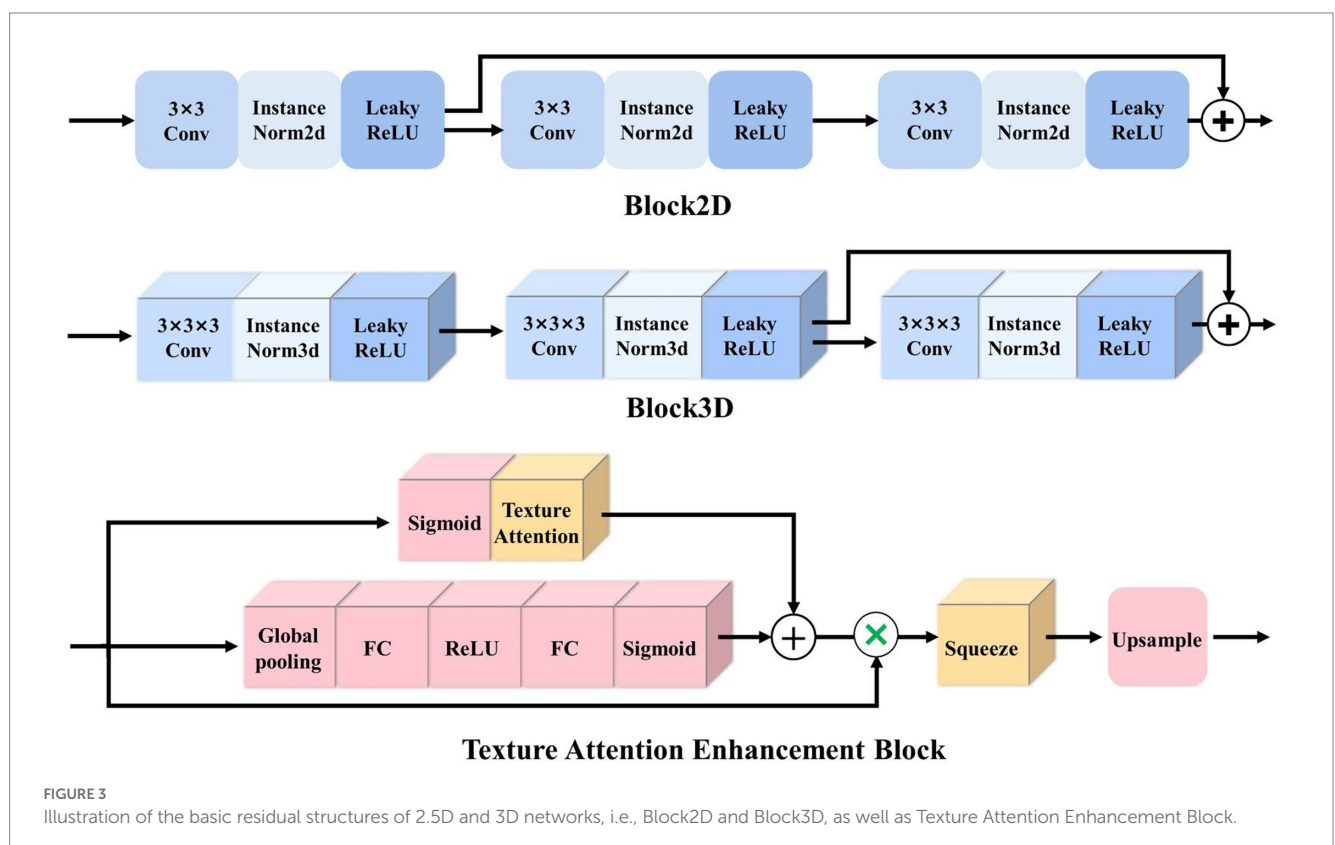 3×3 Conv
Instance Norm2d
Leaky ReLU
3×3 Conv
Instance Norm2d
Leaky ReLU
3×3 Conv
Instance Norm2d
Leaky ReLU
+
Block2D
3×3×3 Conv
Instance Norm3d
Leaky ReLU
3×3×3 Conv
Instance Norm3d
Leaky ReLU
3×3×3 Conv
Instance Norm3d
Leaky ReLU
+
Block3D
Sigmoid
Texture Attention
Global pooling
FC
ReLU
FC
Sigmoid
+
×
Squeeze
Upsample
Texture Attention Enhancement Block
FIGURE 3
Illustration of the basic residual structures of 2.5D and 3D networks, i.e., Block2D and Block3D, as well as Texture Attention Enhancement Block.